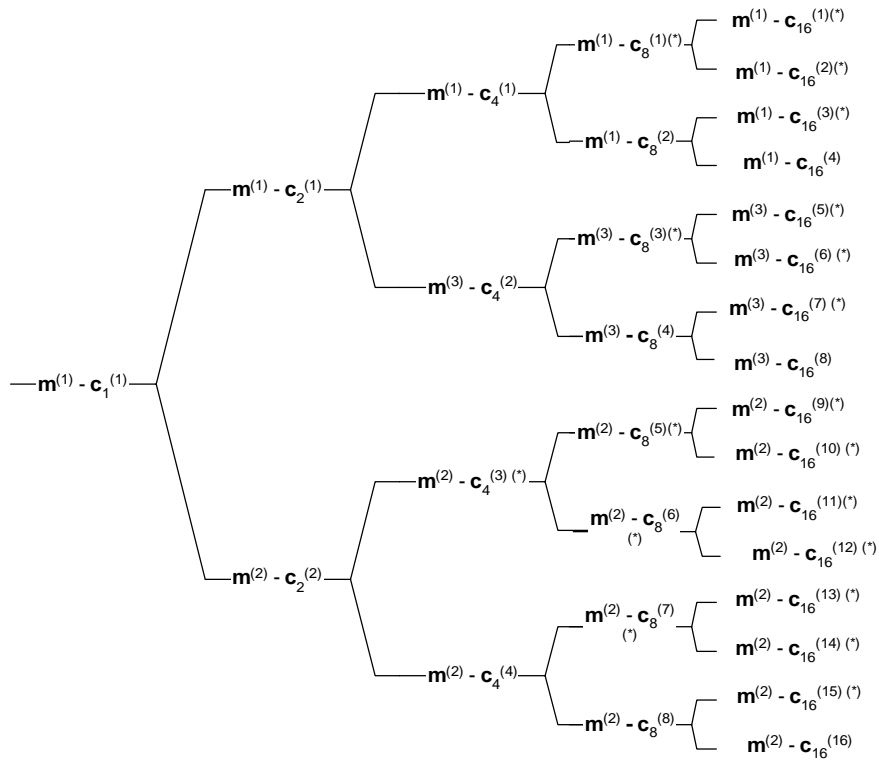 m(1) - c1(1)
m(1) - c2(1)
m(2) - c2(2)
m(1) - c4(1)
m(3) - c4(2)
m(2) - c4(3) (*)
m(2) - c4(4)
m(1) - c8(1)(*)
m(1) - c8(2)
m(3) - c8(3)(*)
m(3) - c8(4)
m(2) - c8(5)(*)
m(2) - c8(6)
(*)
m(2) - c8(7)
(*)
m(2) - c8(8)
m(1) - c16(1)(*)
m(1) - c16(2)(*)
m(1) - c16(3)(*)
m(1) - c16(4)
m(3) - c16(5)(*)
m(3) - c16(6) (*)
m(3) - c16(7) (*)
m(3) - c16(8)
m(2) - c16(9)(*)
m(2) - c16(10) (*)
m(2) - c16(11)(*)
m(2) - c16(12) (*)
m(2) - c16(13) (*)
m(2) - c16(14) (*)
m(2) - c16(15) (*)
m(2) - c16(16)